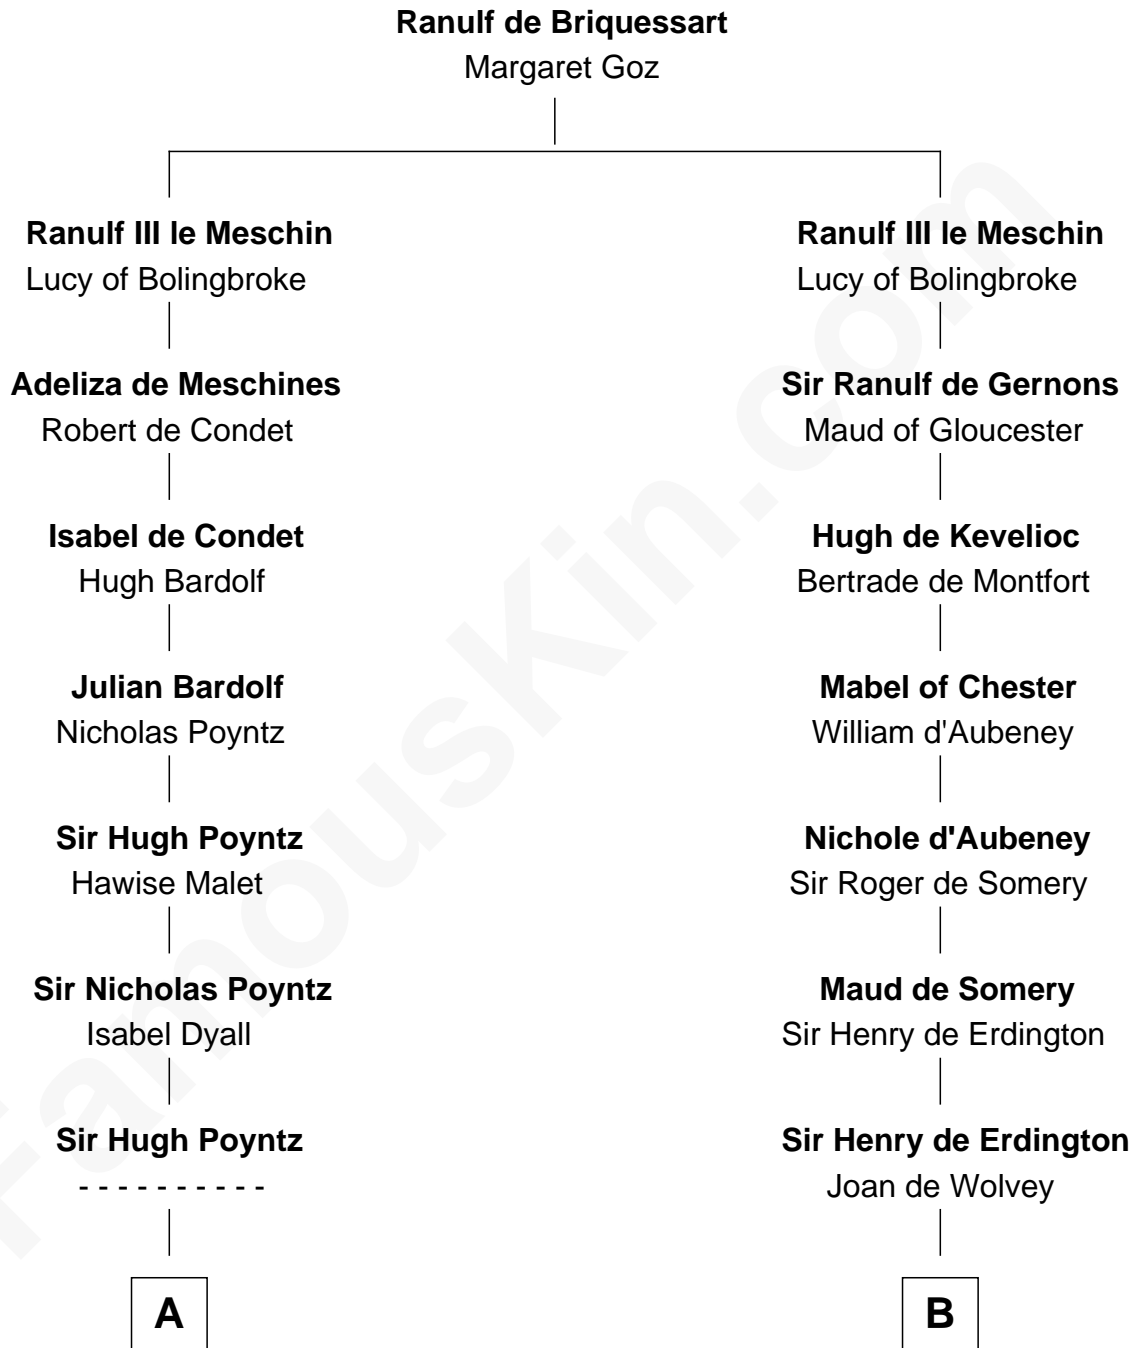 Ranulf de Briquessart
Margaret Goz
Ranulf III le Meschin
Lucy of Bolingbroke
Adeliza de Meschines
Robert de Condet
Isabel de Condet
Hugh Bardolf
Julian Bardolf
Nicholas Poyntz
Sir Hugh Poyntz
Hawise Malet
Sir Nicholas Poyntz
Isabel Dyall
Sir Hugh Poyntz
- - - - - - - - - -
A
Ranulf III le Meschin
Lucy of Bolingbroke
Sir Ranulf de Gernons
Maud of Gloucester
Hugh de Kevelioc
Bertrade de Montfort
Mabel of Chester
William d'Aubeney
Nichole d'Aubeney
Sir Roger de Somery
Maud de Somery
Sir Henry de Erdington
Sir Henry de Erdington
Joan de Wolvey
B
FamousKin.com